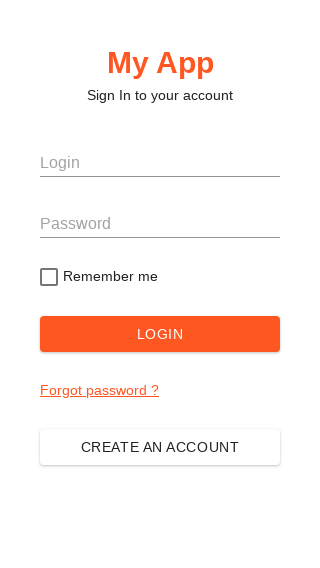 My App
Sign In to your account
Login
Password
Remember me
LOGIN
Forgot password ?
CREATE AN ACCOUNT